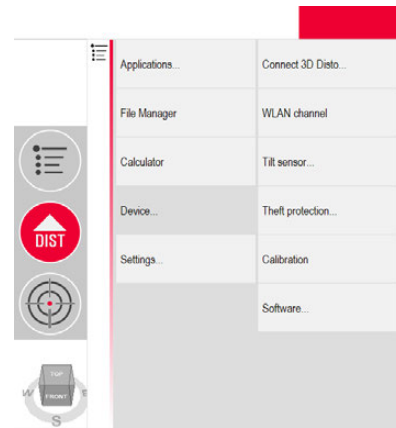 Applications...
Connect 3D Disto...
File Manager
WLAN channel
Calculator
Tilt sensor...
Device...
Theft protection...
DIST
Settings...
Calibration
Software...
TOP
FRONT
W
S